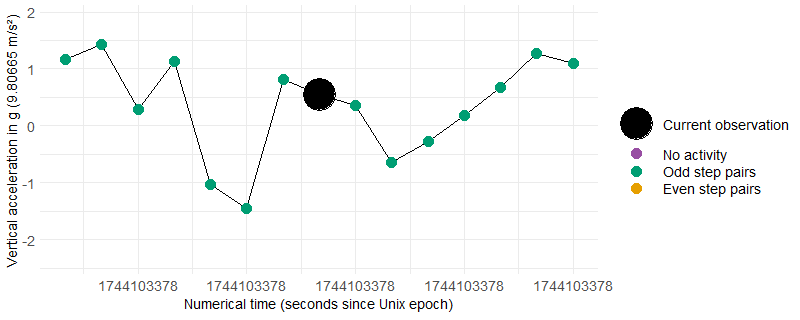 Vertical acceleration in g (9.80665 m/s²)
2
1
0
-1
-2
1744103378 1744103378 1744103378 1744103378 1744103378
Numerical time (seconds since Unix epoch)
Current observation
No activity
Odd step pairs
Even step pairs